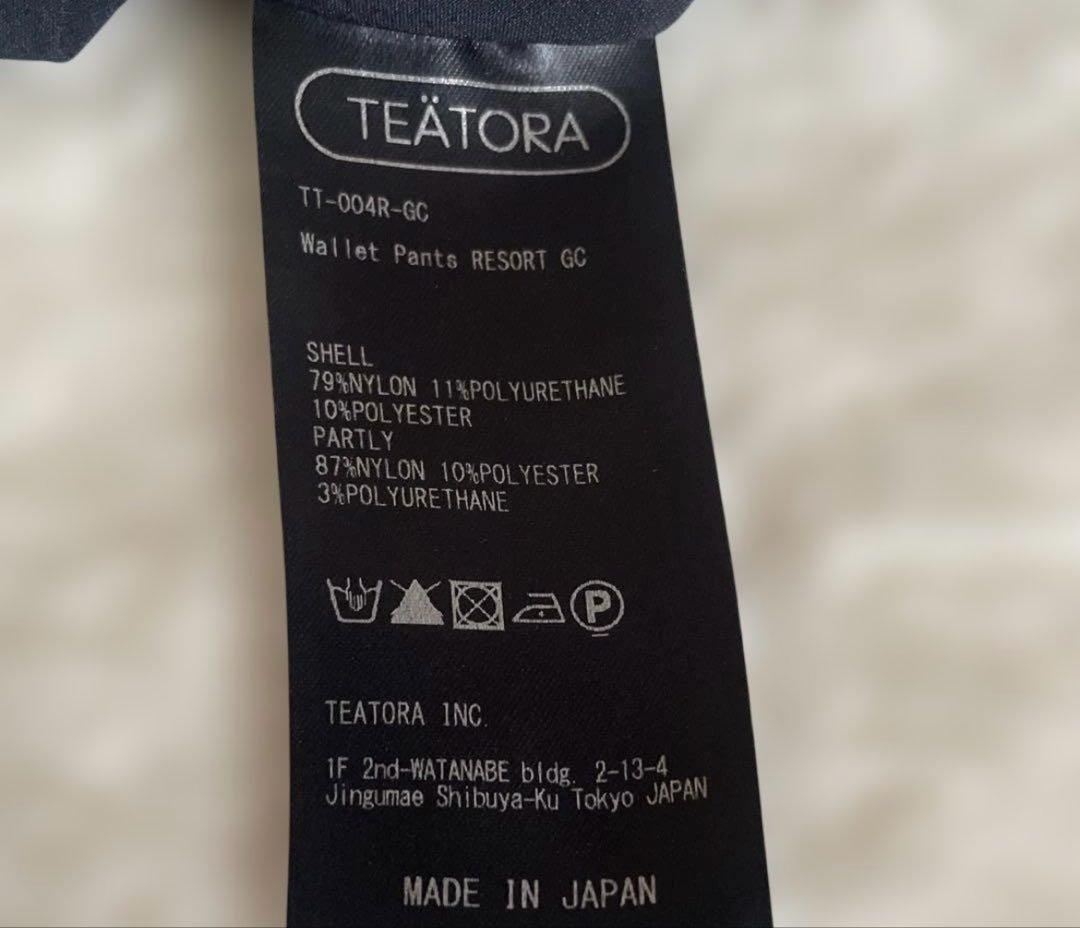 TEÄTORA
TT-004R-GC
Wallet Pants RESORT GC
SHELL
79%NYLON 11%POLYURETHANE
10%POLYESTER
PARTLY
87%NYLON 10%POLYESTER
3%POLYURETHANE
P
TEATORA INC.
1F 2nd-WATANABE bldg. 2-13-4
Jingumae Shibuya-Ku Tokyo JAPAN
MADE IN JAPAN